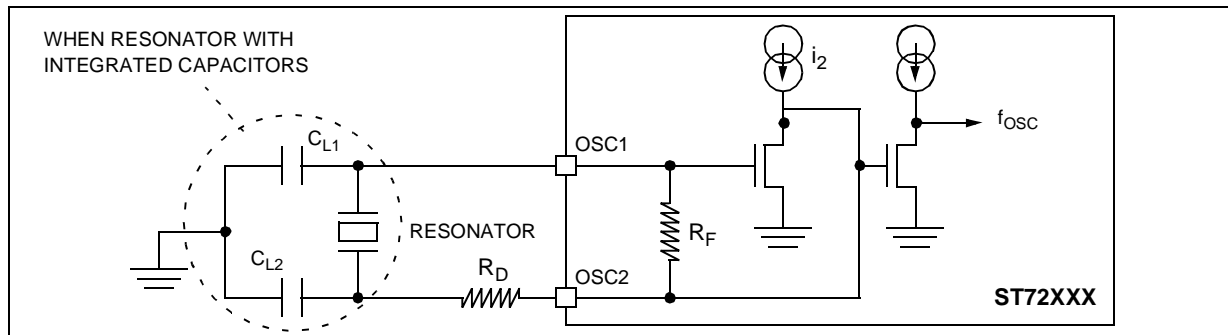 WHEN RESONATOR WITH
INTEGRATED CAPACITORS
i2
fOSC
CL1
OSC1
RESONATOR
RF
CL2
RD
OSC2
ST72XXX